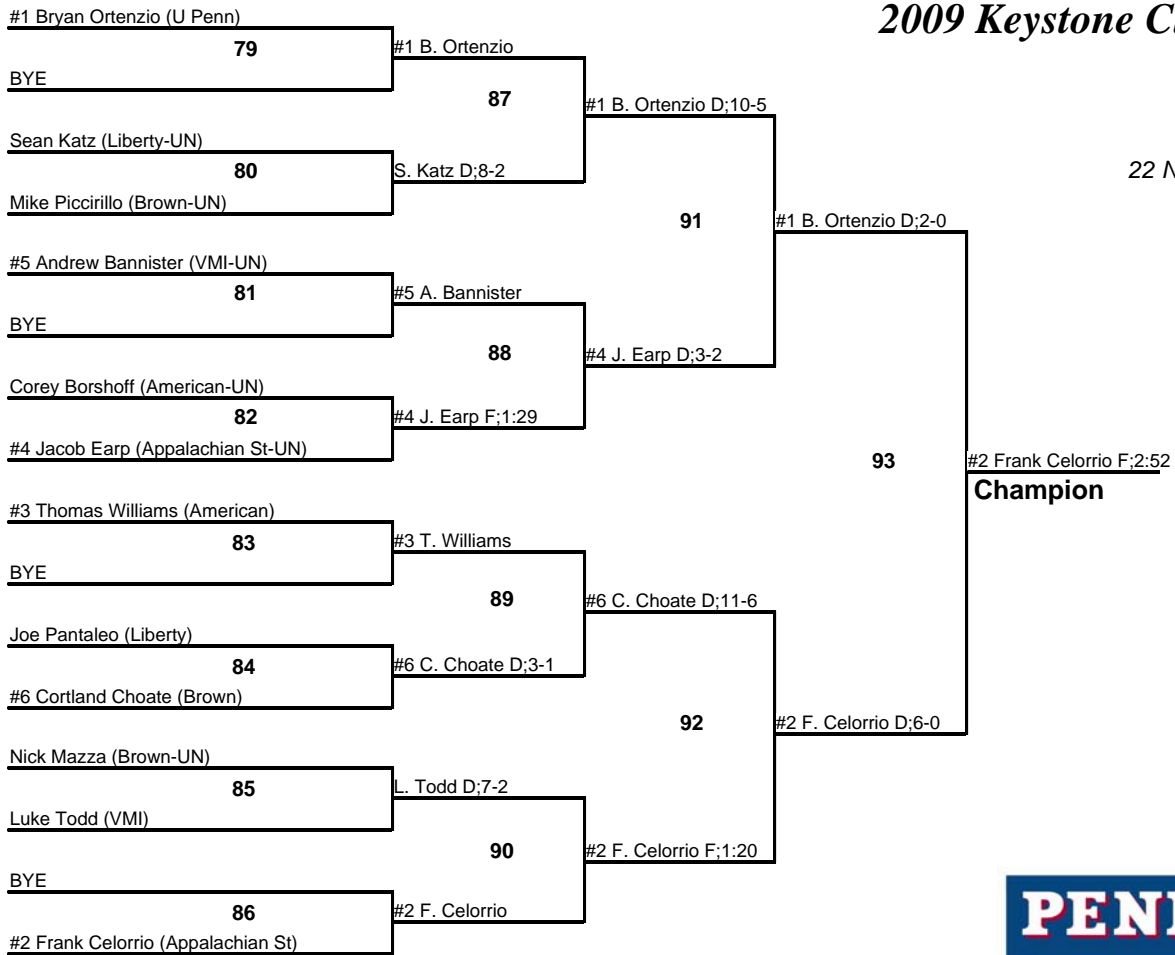 2009 Keystone
22
#1 Bryan Ortenzio (U Penn)
79
BYE
#1 B. Ortenzio
87
Sean Katz (Liberty-UN)
80
Mike Piccirillo (Brown-UN)
S. Katz D;8-2
#1 B. Ortenzio D;10-5
91
#5 Andrew Bannister (VMI-UN)
81
BYE
#5 A. Bannister
88
Corey Borshoff (American-UN)
82
#4 Jacob Earp (Appalachian St-UN)
#4 J. Earp F;1:29
#4 J. Earp D;3-2
#1 B. Ortenzio D;2-0
93
#2 Frank Celorrio F;2:52
Champion
#3 Thomas Williams (American)
83
BYE
#3 T. Williams
89
Joe Pantaleo (Liberty)
84
#6 Cortland Choate (Brown)
#6 C. Choate D;3-1
#6 C. Choate D;11-6
92
#2 F. Celorrio D;6-0
Nick Mazza (Brown-UN)
85
Luke Todd (VMI)
L. Todd D;7-2
90
#2 F. Celorrio F;1:20
BYE
86
#2 Frank Celorrio (Appalachian St)
#2 F. Celorrio